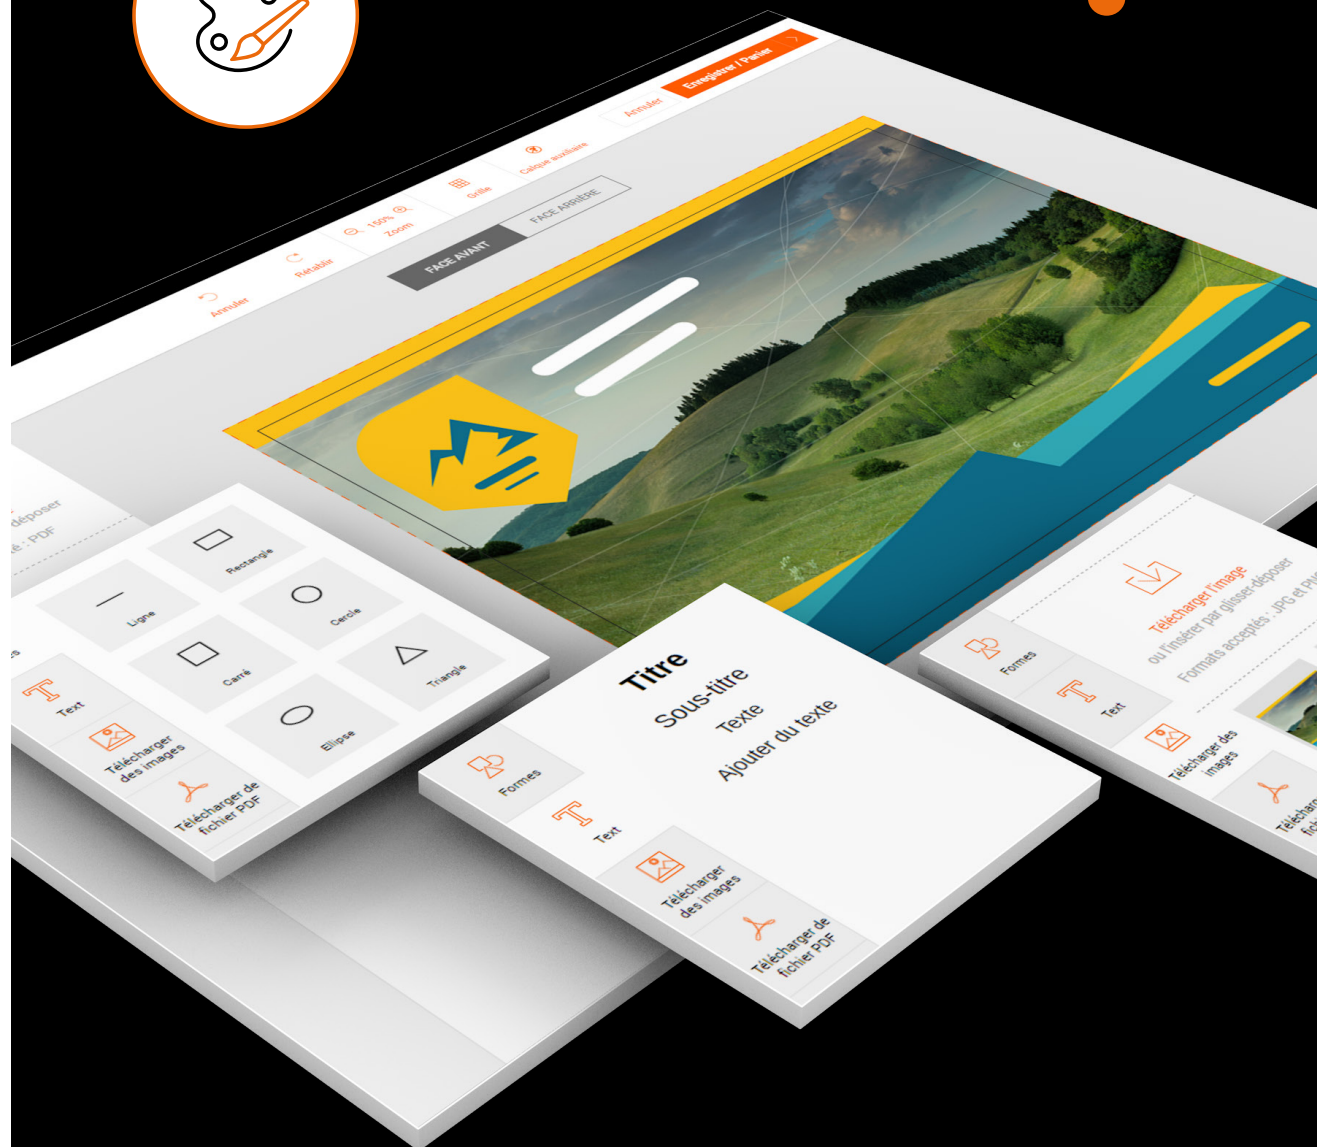 Enregistrer / Panier
Annuler
Calque auxiliaire
Grille
150%
Zoom
Rétablir
Annuler
FACE AVANT
FACE ARRIÈRE
déposer
: PDF
Rectangle
Ligne
Cercle
Carré
Triangle
Ellipse
Text
Télécharger
des images
Télécharger de
fichier PDF
Titre
Sous-titre
Texte
Ajouter du texte
Formes
Text
Télécharger
des images
Télécharger de
fichier PDF
Télécharger l'image
ou l'insérer par glisser-déposer
Formats acceptés : JPG et PNG
Formes
Text
Télécharger des
images